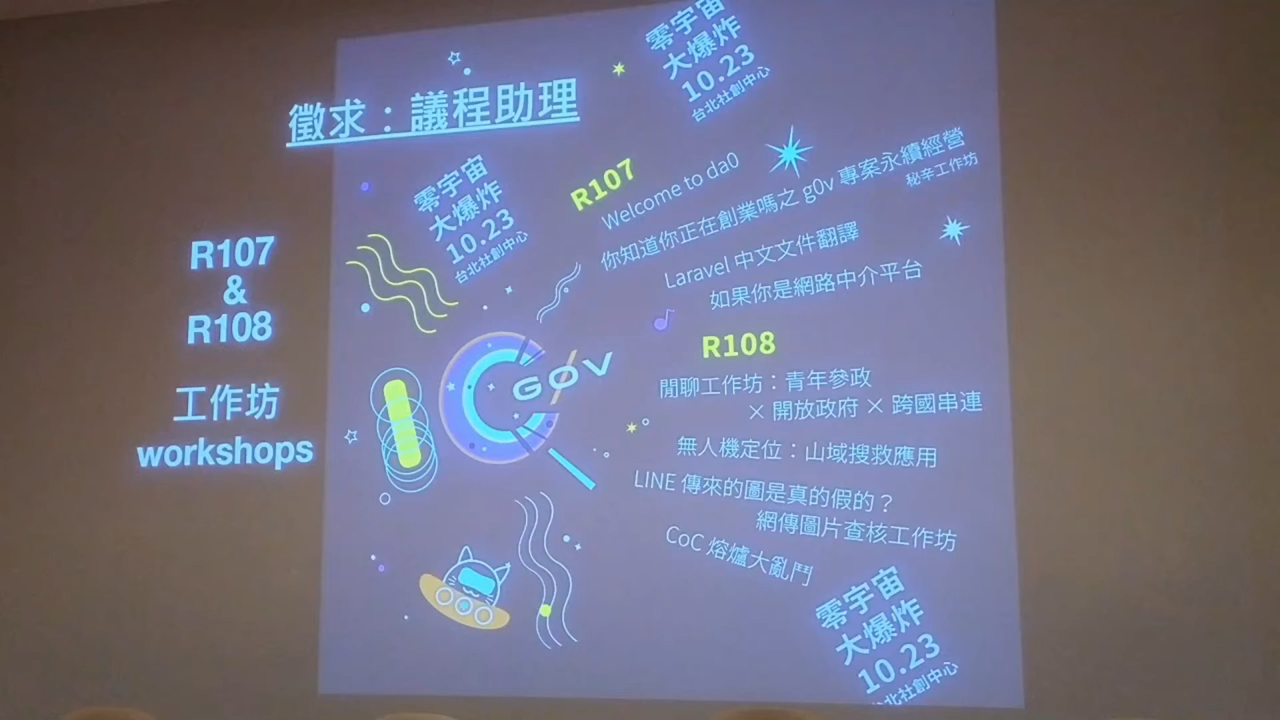 徵求：議程助理
R107
&
R108
工作坊
workshops
零宇宙
大爆炸
10.23
台北社創中心
零宇宙
大爆炸
10.23
台北社創中心
R107
Welcome to da0
你知道你正在創業嗎之 g0v 專案永續經營
秘辛工作坊
Laravel 中文文件翻譯
如果你是網路中介平台
G0V
R108
閒聊工作坊：青年參政
× 開放政府 × 跨國串連
無人機定位：山域搜救應用
LINE 傳來的圖是真的假的？
網傳圖片查核工作坊
CoC 熔爐大亂鬥
零宇宙
大爆炸
10.23
台北社創中心